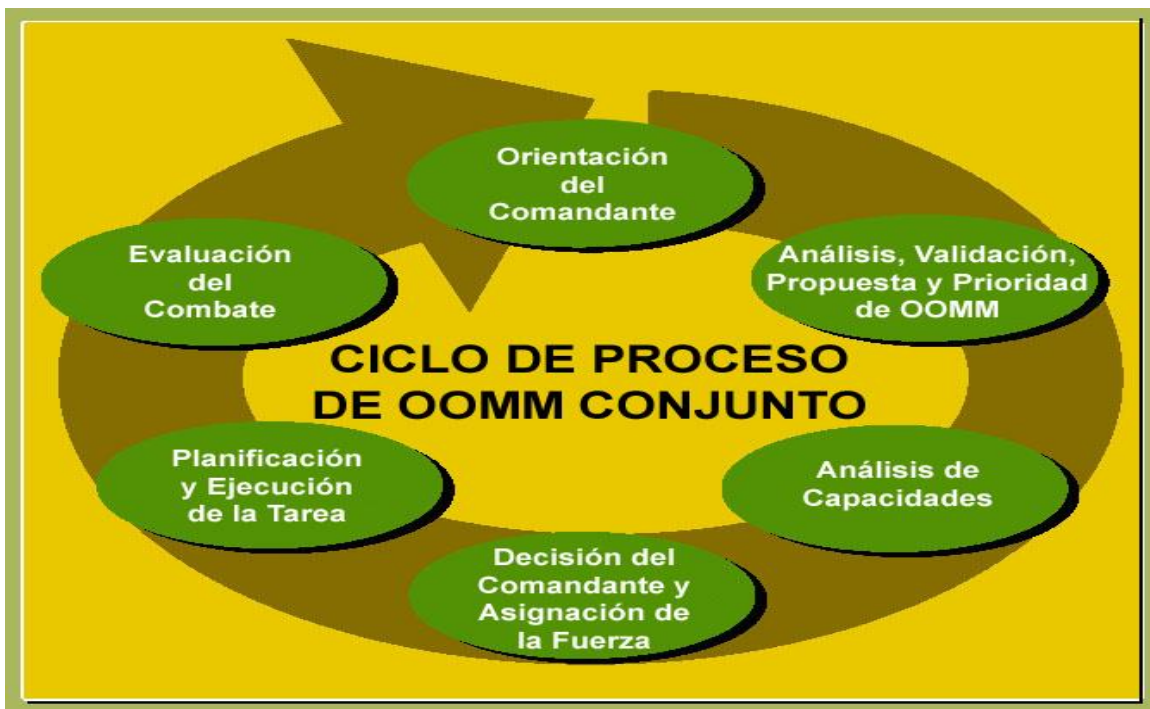 Orientación
del
Comandante
Análisis, Validación,
Propuesta y Prioridad
de OOMM
Análisis de
Capacidades
Decisión del
Comandante y
Asignación de
la Fuerza
Planificación
y Ejecución
de la Tarea
Evaluación
del
Combate
CICLO DE PROCESO
DE OOMM CONJUNTO